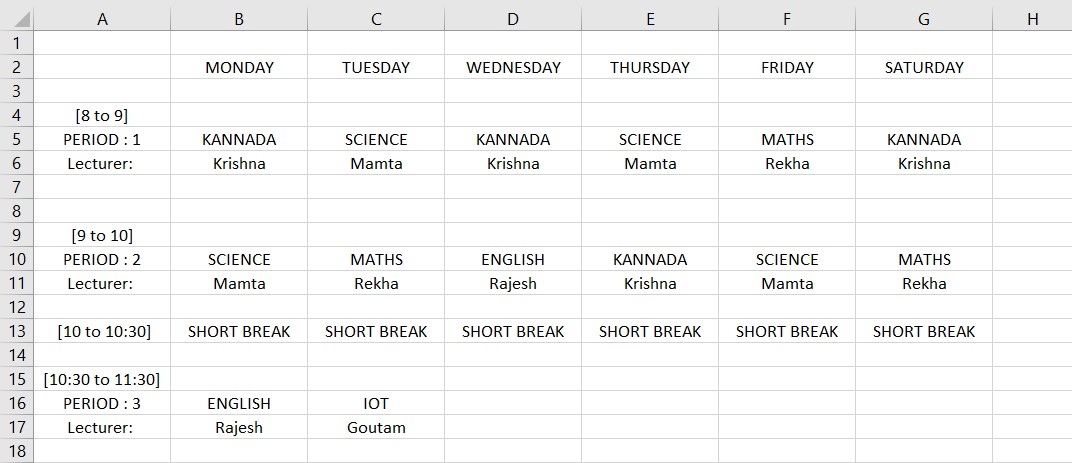 A B C D E F G H
1
2 MONDAY TUESDAY WEDNESDAY THURSDAY FRIDAY SATURDAY
3
4 [8 to 9]
5 PERIOD : 1 KANNADA SCIENCE KANNADA SCIENCE MATHS KANNADA
6 Lecturer: Krishna Mamta Krishna Mamta Rekha Krishna
7
8
9 [9 to 10]
10 PERIOD : 2 SCIENCE MATHS ENGLISH KANNADA SCIENCE MATHS
11 Lecturer: Mamta Rekha Rajesh Krishna Mamta Rekha
12
13 [10 to 10:30] SHORT BREAK SHORT BREAK SHORT BREAK SHORT BREAK SHORT BREAK SHORT BREAK
14
15 [10:30 to 11:30]
16 PERIOD : 3 ENGLISH IOT
17 Lecturer: Rajesh Goutam
18